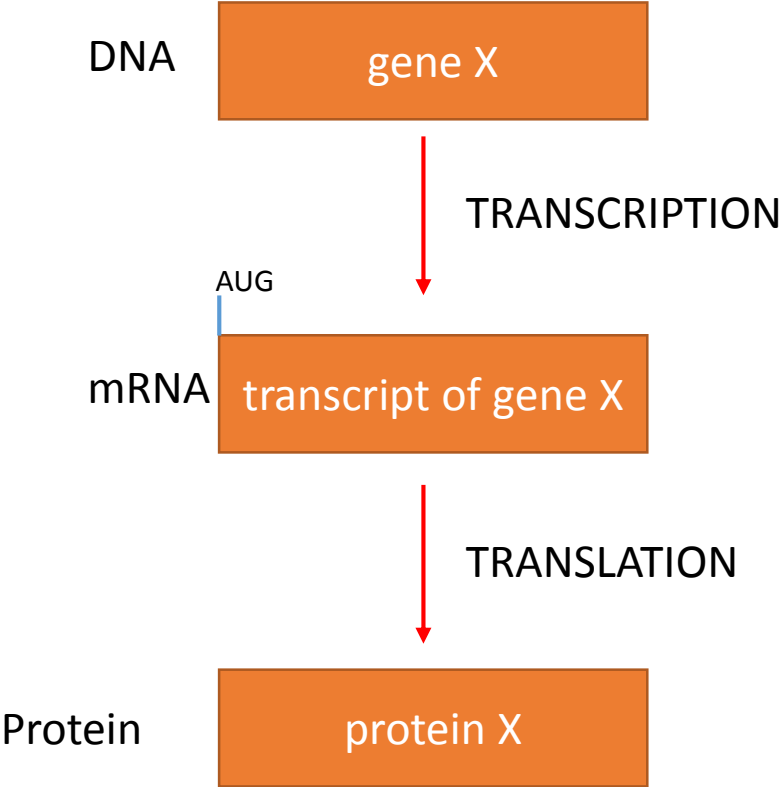 DNA
gene X
TRANSCRIPTION
AUG
mRNA
transcript of gene X
TRANSLATION
Protein
protein X